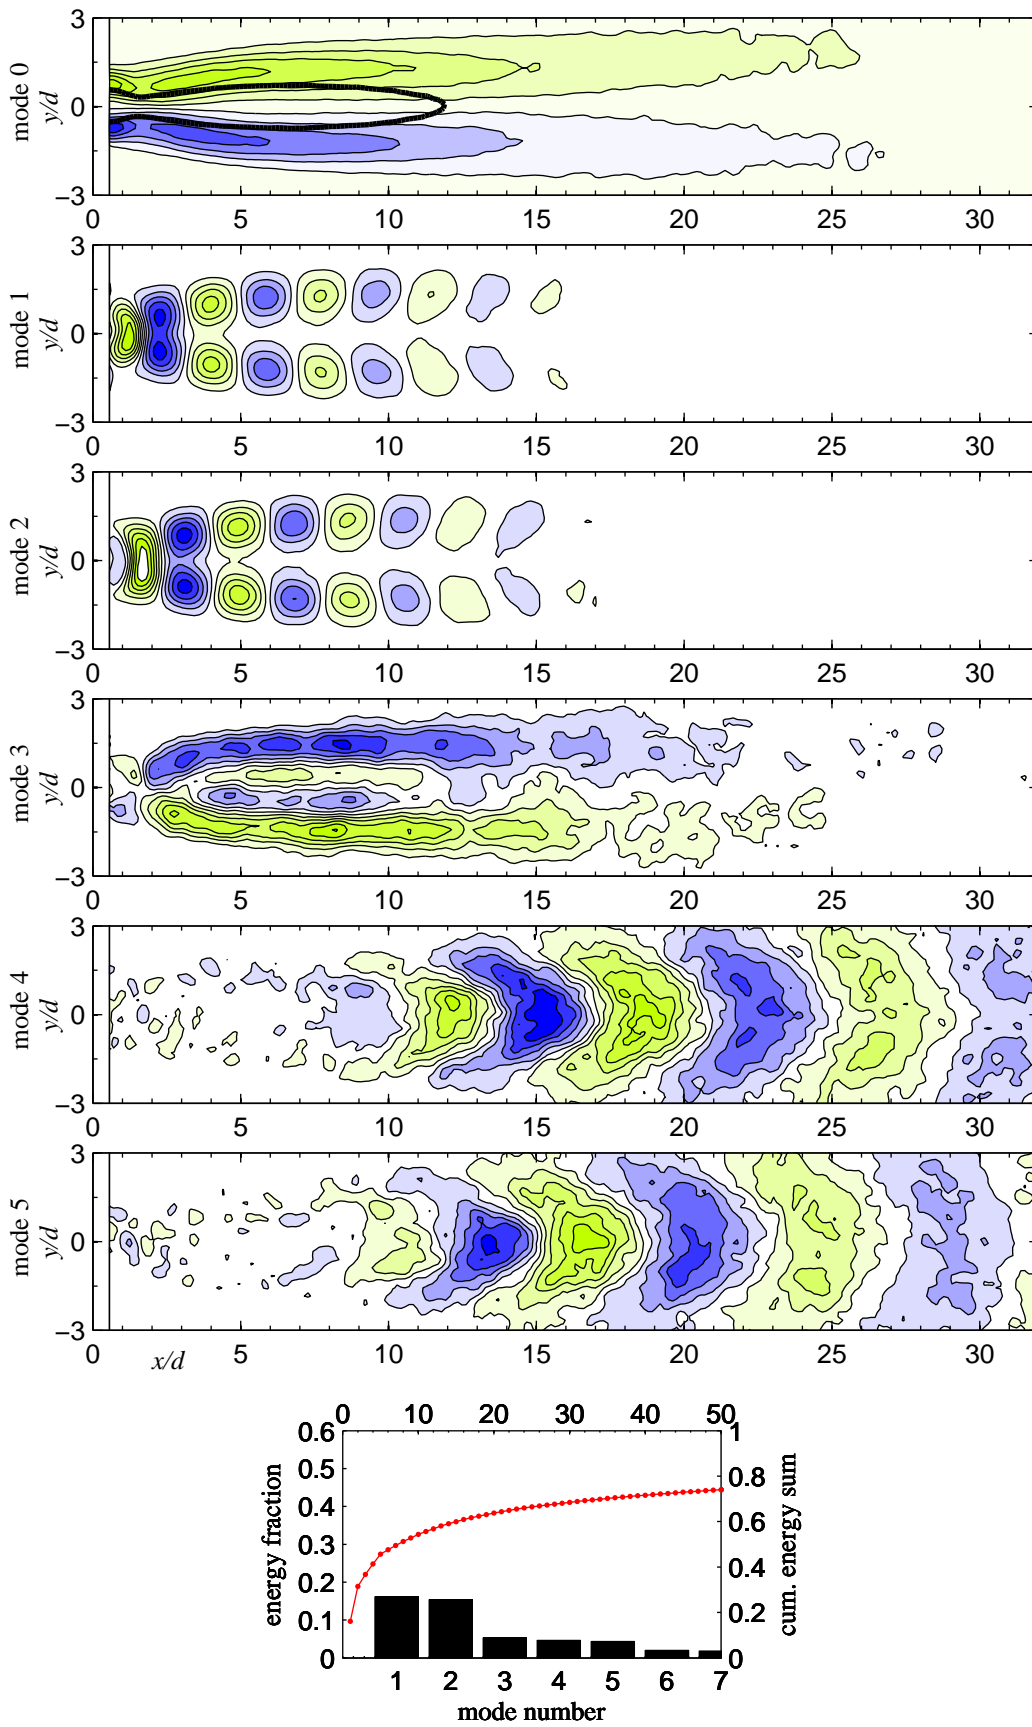 3
0
−3
mode 0
y/d
0 5 10 15 20 25 30
3
0
−3
mode 1
y/d
0 5 10 15 20 25 30
3
0
−3
mode 2
y/d
0 5 10 15 20 25 30
3
0
−3
mode 3
y/d
0 5 10 15 20 25 30
3
0
−3
mode 4
y/d
0 5 10 15 20 25 30
3
0
−3
mode 5
y/d
0 5 10 15 20 25 30
x/d
0 10 20 30 40 50
0.6
0.5
0.4
0.3
0.2
0.1
0
energy fraction
1
0.8
0.6
0.4
0.2
0
cum. energy sum
1 2 3 4 5 6 7
mode number